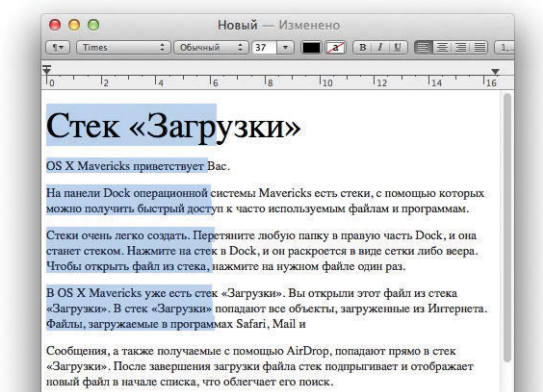 Новый — Изменено
¶ Times Обычный 37 a B I U 1,...
0 2 4 6 8 10 12 14 16
Стек «Загрузки»
OS X Mavericks приветствует Вас.
На панели Dock операционной системы Mavericks есть стеки, с помощью которых
можно получить быстрый доступ к часто используемым файлам и программам.
Стеки очень легко создать. Перетяните любую папку в правую часть Dock, и она
станет стеком. Нажмите на стек в Dock, и он раскроется в виде сетки либо веера.
Чтобы открыть файл из стека, нажмите на нужном файле один раз.
В OS X Mavericks уже есть стек «Загрузки». Вы открыли этот файл из стека
«Загрузки». В стек «Загрузки» попадают все объекты, загруженные из Интернета.
Файлы, загружаемые в программах Safari, Mail и
Сообщения, а также получаемые с помощью AirDrop, попадают прямо в стек
«Загрузки». После завершения загрузки файла стек подпрыгивает и отображает
новый файл в начале списка, что облегчает его поиск.